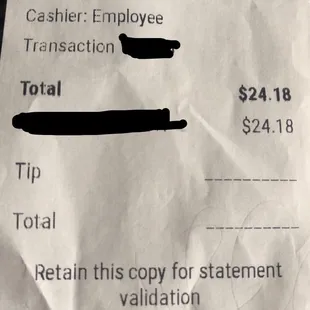 Cashier: Employee
Transaction
Total $24.18
$24.18
Tip
Total
Retain this copy for statement
validation